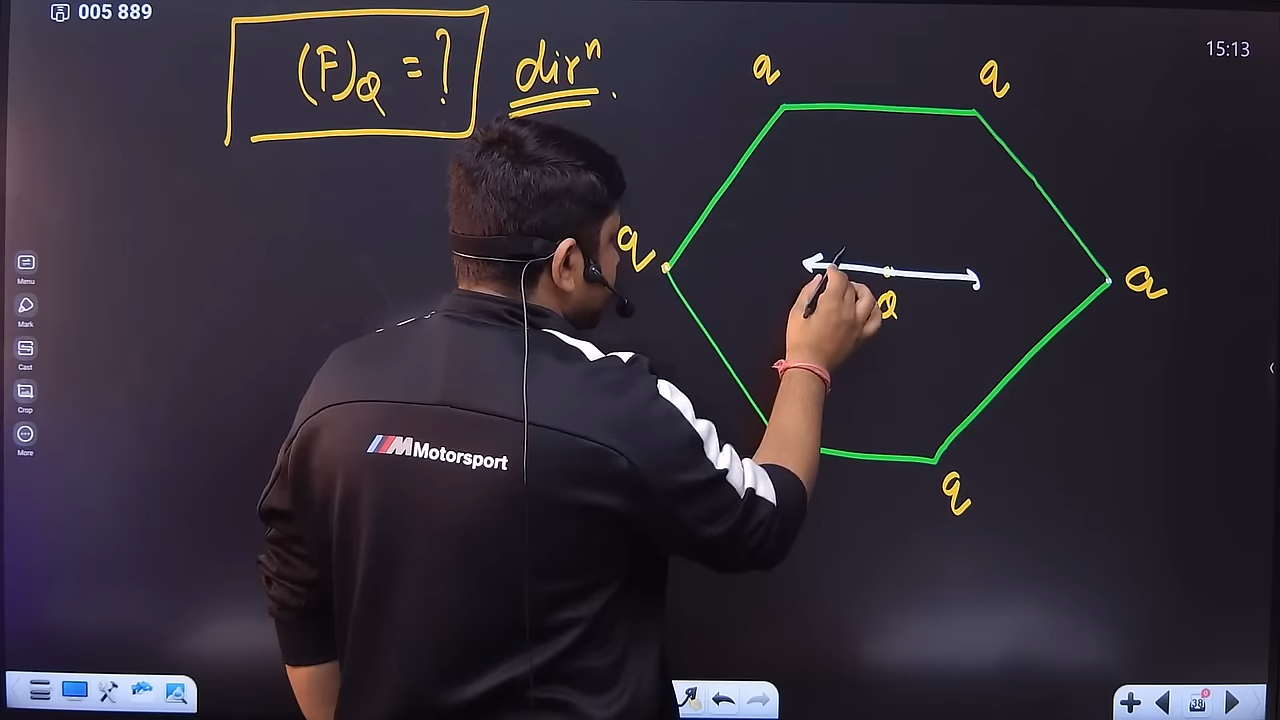 005 889
15:13
(F)Q = ?
dirⁿ.
q
q
q
q
Q
q
Menu
Mark
Cast
Crop
More
M Motorsport
38